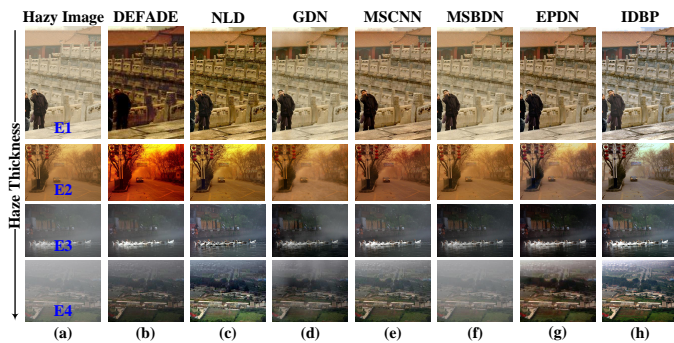 Hazy Image DEFADE NLD GDN MSCNN MSBDN EPDN IDBP
Haze Thickness
E1
E2
E3
E4
(a) (b) (c) (d) (e) (f) (g) (h)